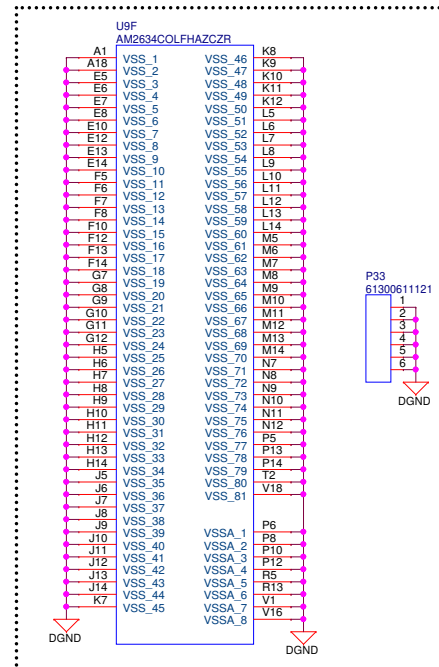 U9F
AM2634COLFHAZCZR
A1 VSS_1 VSS_46 K8
A18 VSS_2 VSS_47 K9
E5 VSS_3 VSS_48 K10
E6 VSS_4 VSS_49 K11
E7 VSS_5 VSS_50 K12
E8 VSS_6 VSS_51 L5
E10 VSS_7 VSS_52 L6
E12 VSS_8 VSS_53 L7
E13 VSS_9 VSS_54 L8
E14 VSS_10 VSS_55 L9
F5 VSS_11 VSS_56 L10
F6 VSS_12 VSS_57 L11
F7 VSS_13 VSS_58 L12
F8 VSS_14 VSS_59 L13
F10 VSS_15 VSS_60 L14
F12 VSS_16 VSS_61 M5
F13 VSS_17 VSS_62 M6
F14 VSS_18 VSS_63 M7
G7 VSS_19 VSS_64 M8
G8 VSS_20 VSS_65 M9
G9 VSS_21 VSS_66 M10
G10 VSS_22 VSS_67 M11
G11 VSS_23 VSS_68 M12
G12 VSS_24 VSS_69 M13
H5 VSS_25 VSS_70 M14
H6 VSS_26 VSS_71 N7
H7 VSS_27 VSS_72 N8
H8 VSS_28 VSS_73 N9
H9 VSS_29 VSS_74 N10
H10 VSS_30 VSS_75 N11
H11 VSS_31 VSS_76 N12
H12 VSS_32 VSS_77 P5
H13 VSS_33 VSS_78 P13
H14 VSS_34 VSS_79 P14
J5 VSS_35 VSS_80 T2
J6 VSS_36 VSS_81 V18
J7 VSS_37
J8 VSS_38
J9 VSS_39 VSSA_1 P6
J10 VSS_40 VSSA_2 P8
J11 VSS_41 VSSA_3 P10
J12 VSS_42 VSSA_4 P12
J13 VSS_43 VSSA_5 R5
J14 VSS_44 VSSA_6 R13
K7 VSS_45 VSSA_7 V1
VSSA_8 V16
DGND
DGND
P33
61300611121
1
2
3
4
5
6
DGND